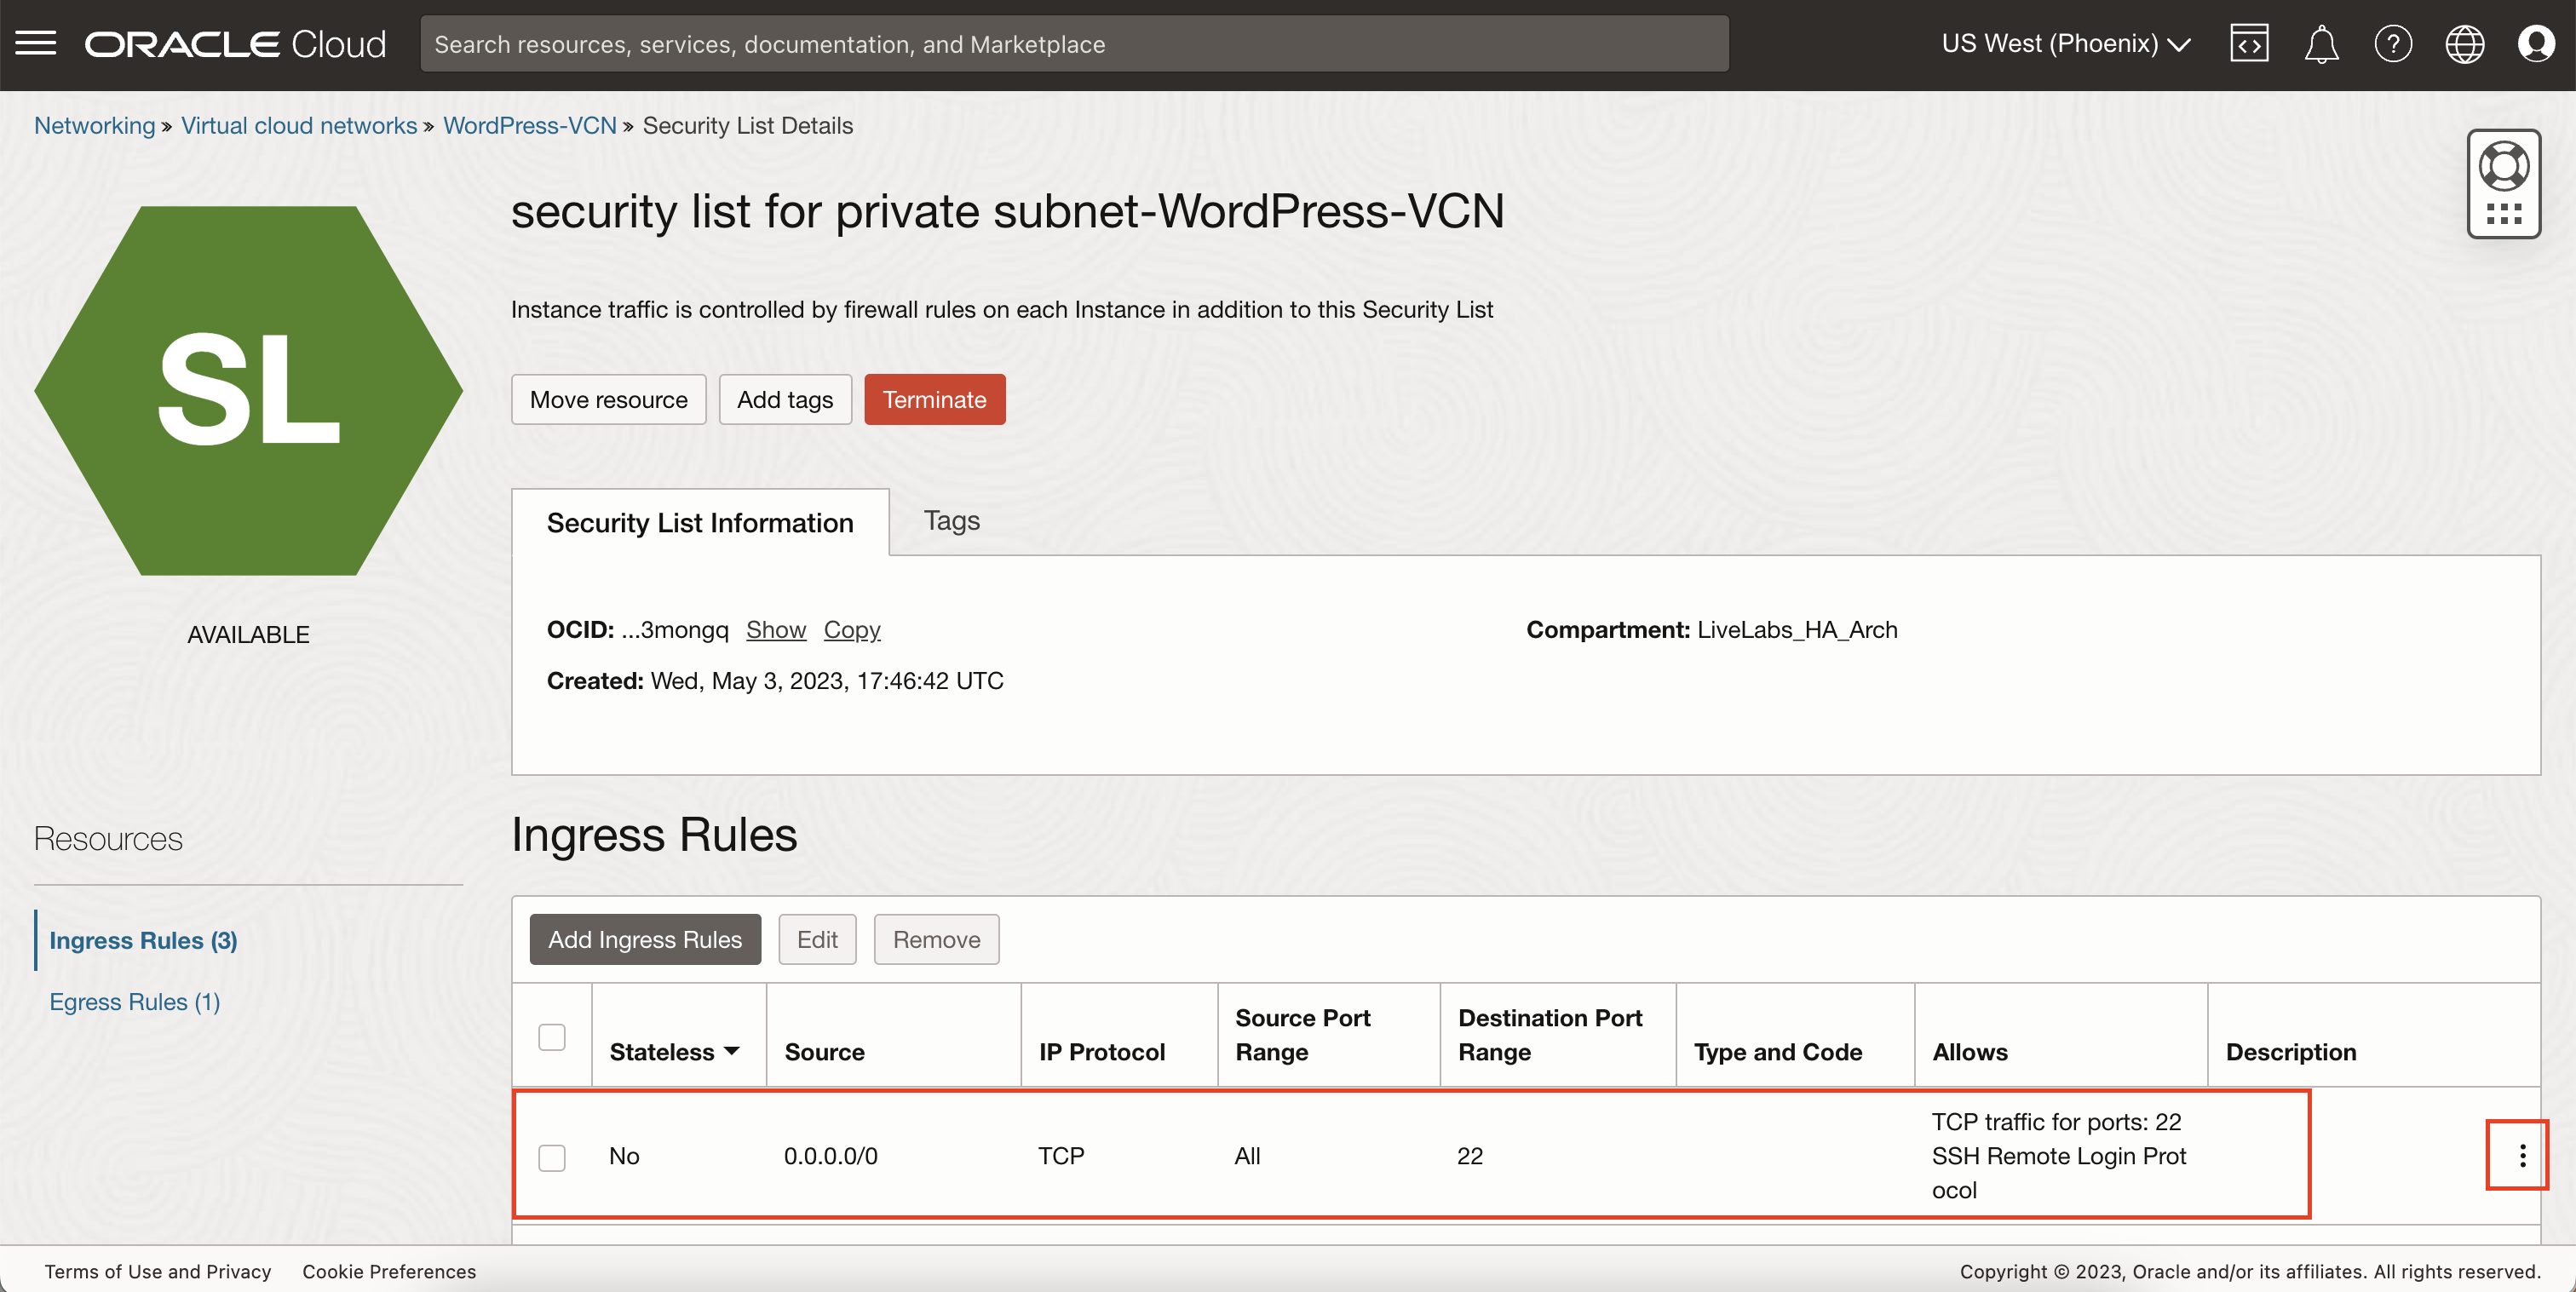 ORACLE Cloud
Search resources, services, documentation, and Marketplace
US West (Phoenix)
Networking » Virtual cloud networks » WordPress-VCN » Security List Details
security list for private subnet-WordPress-VCN
Instance traffic is controlled by firewall rules on each Instance in addition to this Security List
SL
AVAILABLE
Move resource Add tags Terminate
Security List Information Tags
OCID: ...3mongq Show Copy
Compartment: LiveLabs_HA_Arch
Created: Wed, May 3, 2023, 17:46:42 UTC
Resources
Ingress Rules (3)
Egress Rules (1)
Ingress Rules
Add Ingress Rules Edit Remove
Stateless
Source
IP Protocol
Source Port
Range
Destination Port
Range
Type and Code
Allows
Description
No
0.0.0.0/0
TCP
All
22
TCP traffic for ports: 22
SSH Remote Login Prot
ocol
Terms of Use and Privacy Cookie Preferences
Copyright © 2023, Oracle and/or its affiliates. All rights reserved.